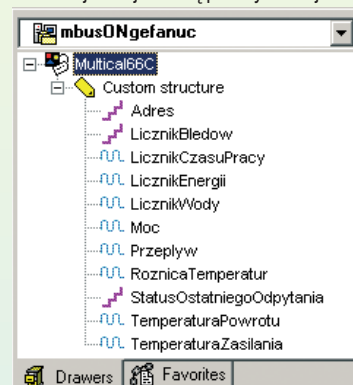 mbusONgefanuc
Multical66C
Custom structure
Adres
LicznikBledow
LicznikCzasuPracy
LicznikEnergii
LicznikWody
Moc
Przeplyw
RoznicaTemperatur
StatusOstatniegoOdpytania
TemperaturaPowrotu
TemperaturaZasilania
Drawers Favorites